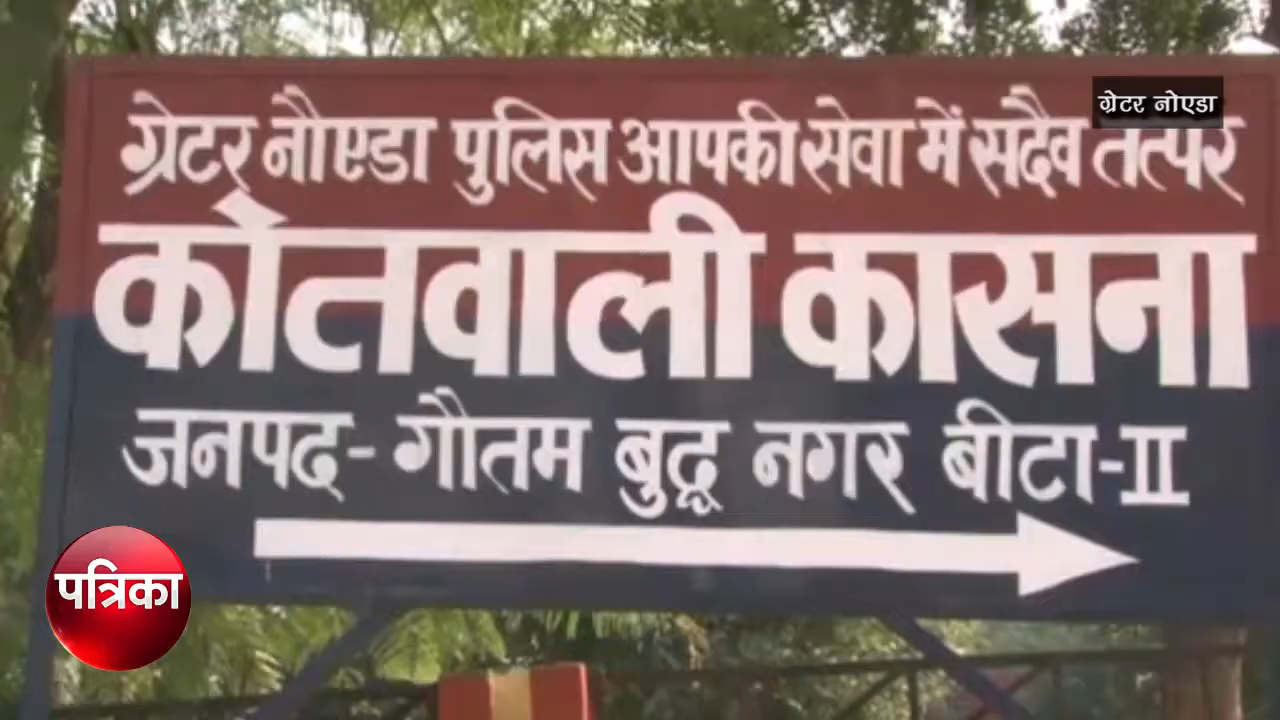 ग्रेटर नोएडा
ग्रेटर नौएडा पुलिस आपकी सेवा में सदैव तत्पर
कोतवाली कासना
जनपद- गौतम बुद्ध नगर बीटा-II
पत्रिका